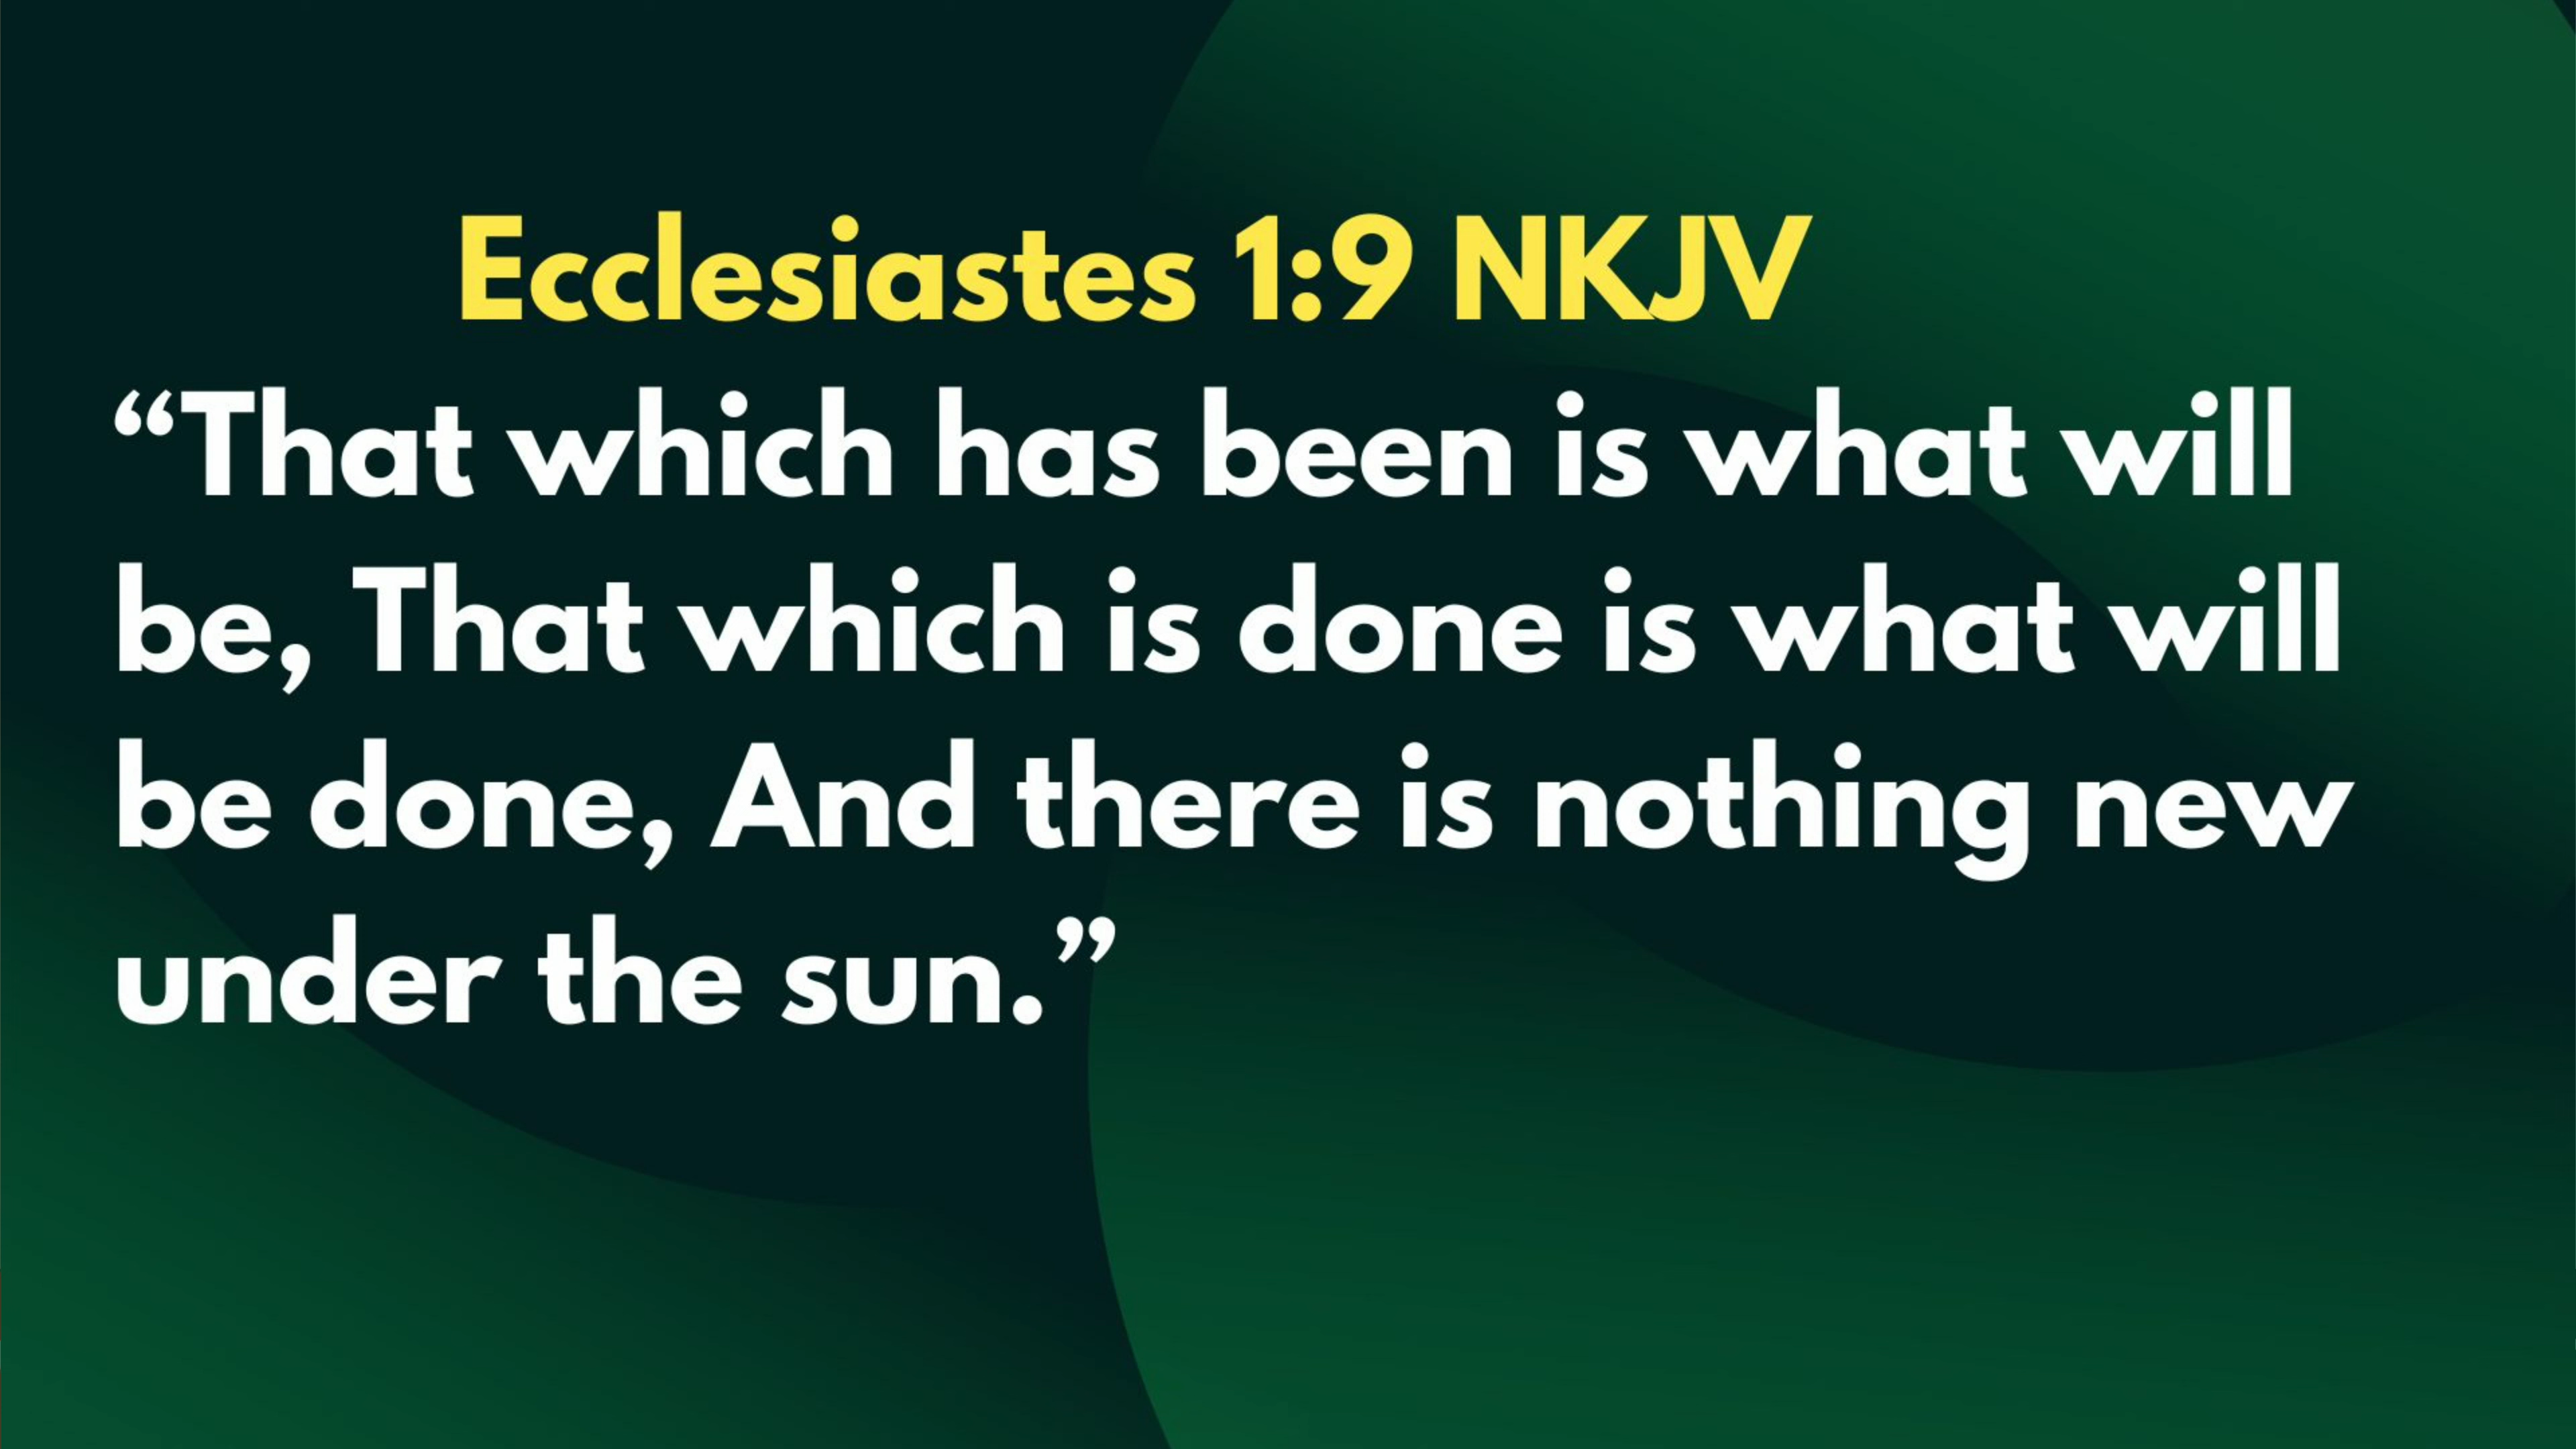 Ecclesiastes 1:9 NKJV
“That which has been is what will
be, That which is done is what will
be done, And there is nothing new
under the sun.”